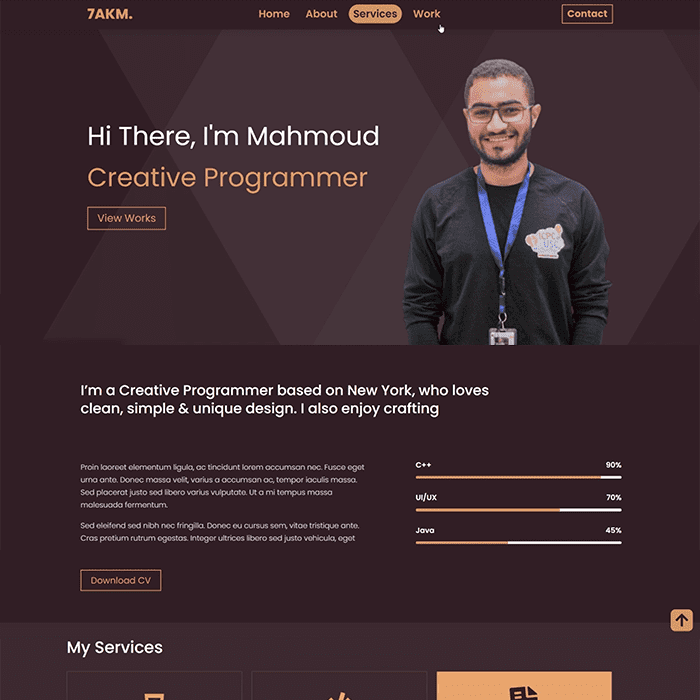 7AKM.
Home About Services Work
Contact
Hi There, I'm Mahmoud
Creative Programmer
View Works
ICPC
USC
I'm a Creative Programmer based on New York, who loves
clean, simple & unique design. I also enjoy crafting
Proin laoreet elementum ligula, ac tincidunt lorem accumsan nec. Fusce eget
urna ante. Donec massa velit, varius a accumsan ac, tempor iaculis massa.
Sed placerat justo sed libero varius vulputate. Ut a mi tempus massa
malesuada fermentum.
Sed eleifend sed nibh nec fringilla. Donec eu cursus sem, vitae tristique ante.
Cras pretium rutrum egestas. Integer ultrices libero sed justo vehicula, eget
Download CV
C++ 90%
UI/UX 70%
Java 45%
My Services